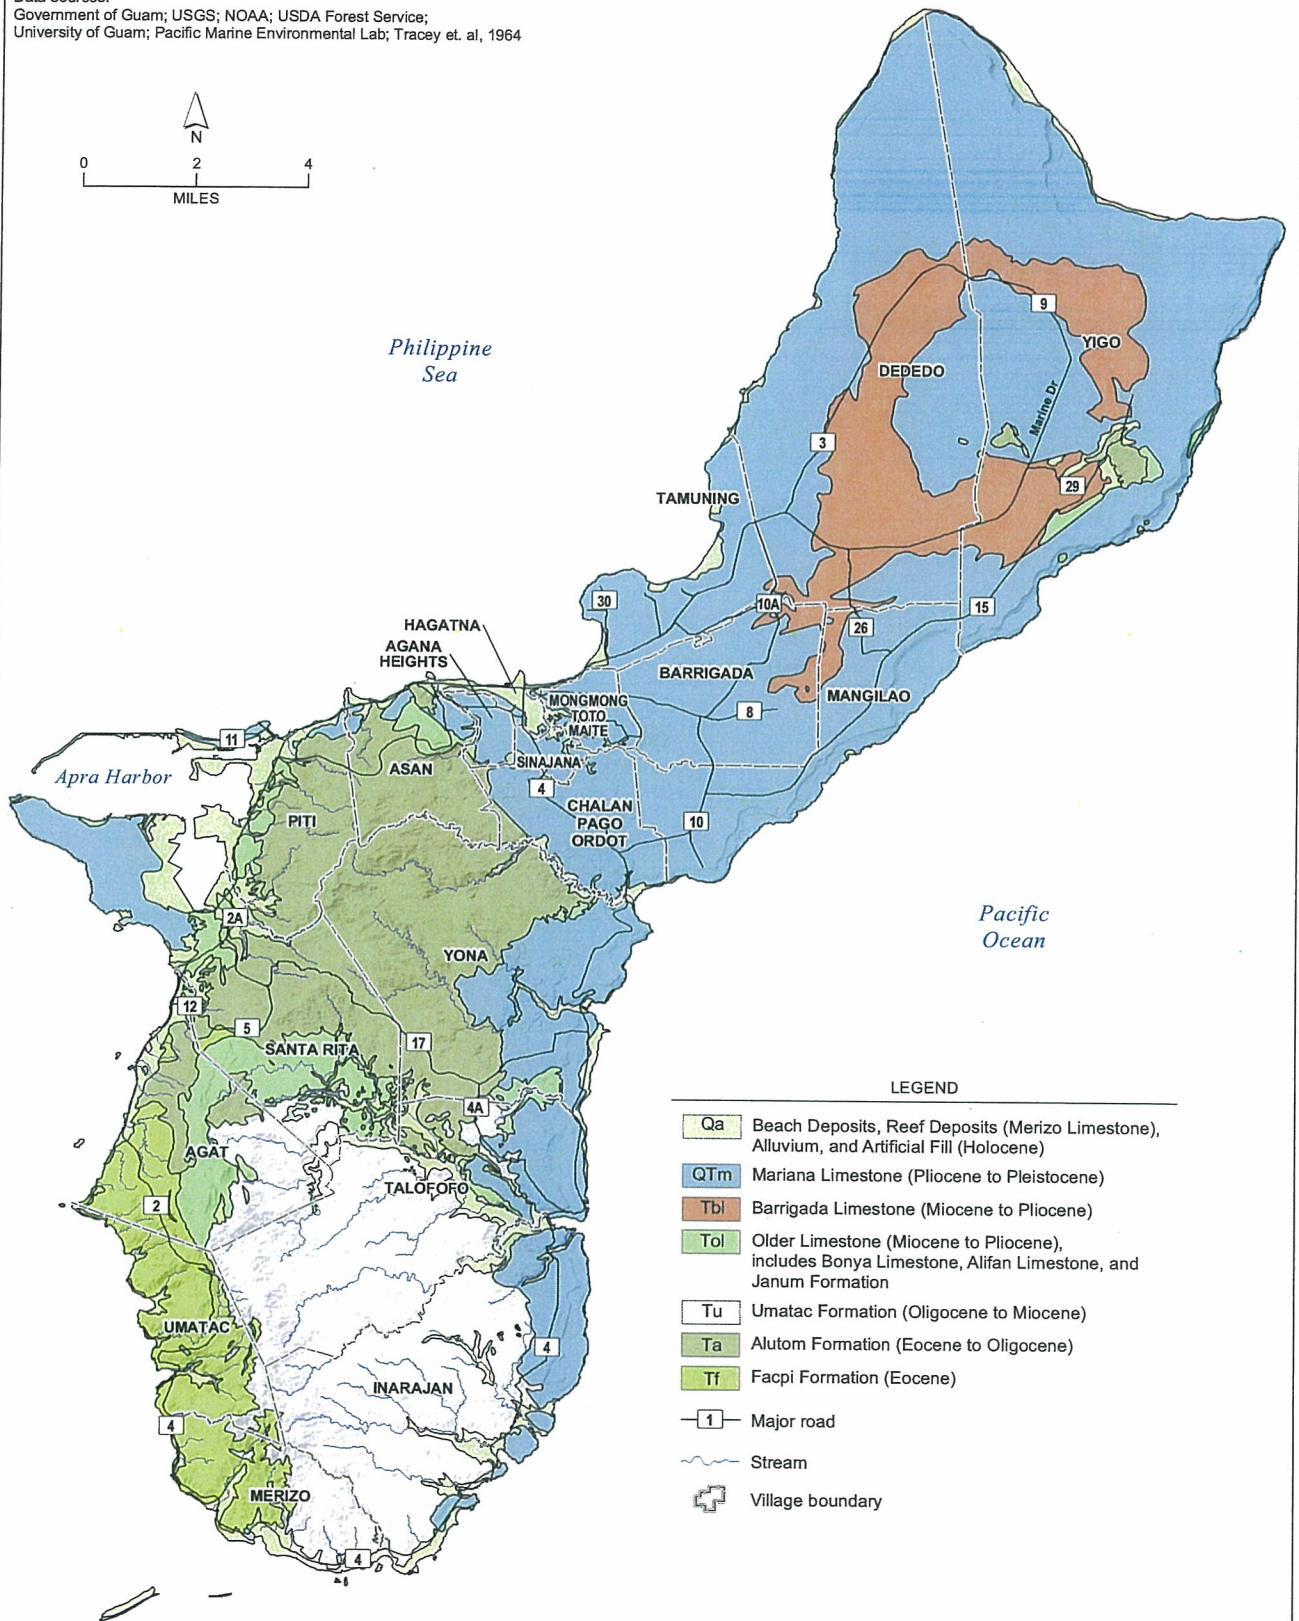 Data Sources:
Government of Guam; USGS; NOAA; USDA Forest Service;
University of Guam; Pacific Marine Environmental Lab; Tracey et. al, 1964
N
0 2 4
MILES
Philippine
Sea
9
YIGO
DEDEDO
Marine Dr
3
29
TAMUNING
30
10A
15
26
HAGATNA
AGANA
HEIGHTS
BARRIGADA
MANGILAO
MONGMONG
TOTO
MAITE
8
11
Apra Harbor
ASAN
SINAJANA
4
CHALAN
PAGO
ORDOT
PITI
10
2A
Pacific
Ocean
YONA
12
5
17
SANTA RITA
4A
AGAT
TALOFOFO
2
UMATAC
4
INARAJAN
4
MERIZO
4
LEGEND
Qa Beach Deposits, Reef Deposits (Merizo Limestone),
Alluvium, and Artificial Fill (Holocene)
QTm Mariana Limestone (Pliocene to Pleistocene)
Tbl Barrigada Limestone (Miocene to Pliocene)
Tol Older Limestone (Miocene to Pliocene),
includes Bonya Limestone, Alifan Limestone, and
Janum Formation
Tu Umatac Formation (Oligocene to Miocene)
Ta Alutom Formation (Eocene to Oligocene)
Tf Facpi Formation (Eocene)
1 Major road
Stream
Village boundary